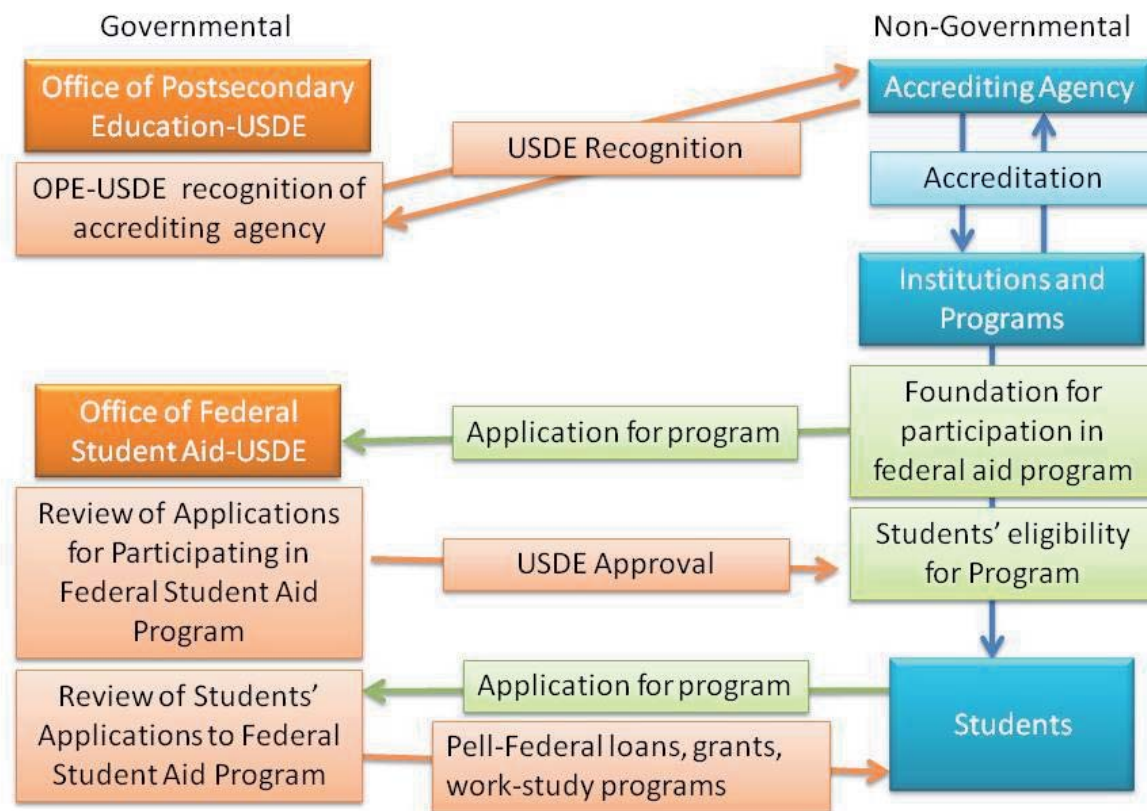 Governmental
Non-Governmental
Office of Postsecondary
Education-USDE
Accrediting Agency
USDE Recognition
OPE-USDE recognition of
accrediting agency
Accreditation
Institutions and
Programs
Office of Federal
Student Aid-USDE
Application for program
Foundation for
participation in
federal aid program
Review of Applications
for Participating in
Federal Student Aid
Program
USDE Approval
Students’ eligibility
for Program
Review of Students’
Applications to Federal
Student Aid Program
Application for program
Pell-Federal loans, grants,
work-study programs
Students